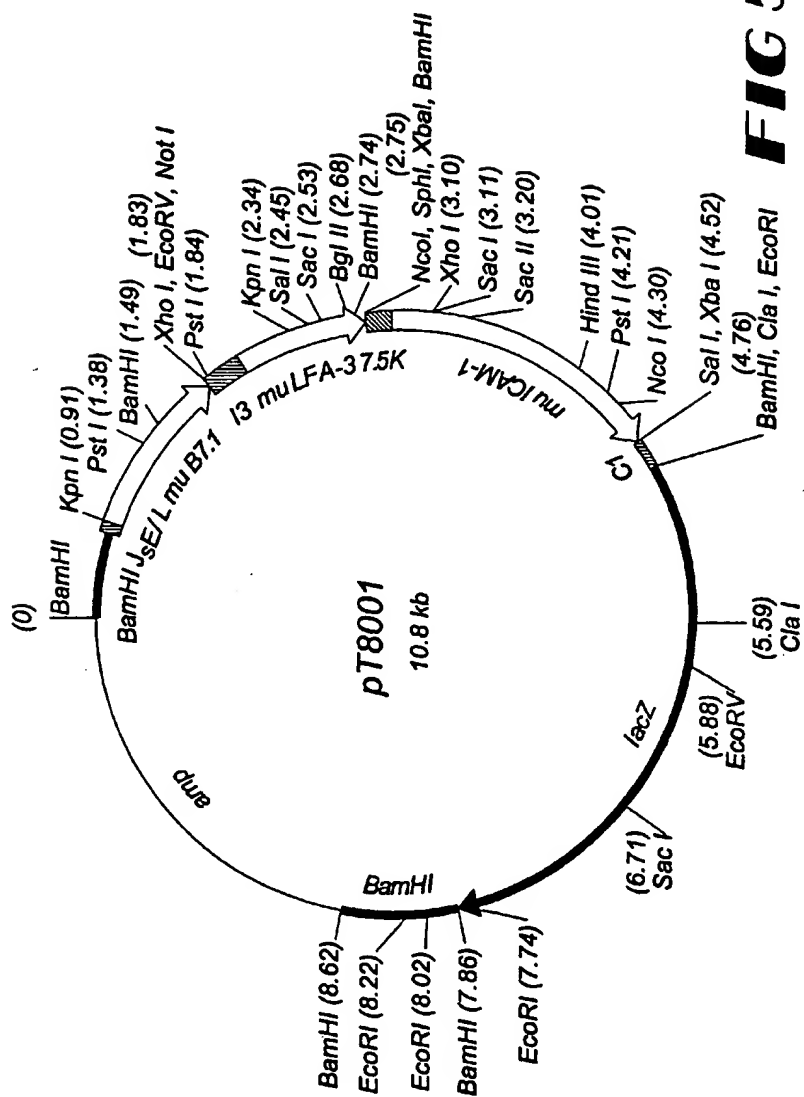 (0)
BamHI
Kpn I (0.91)
Pst I (1.38)
BamHI (1.49)
(1.83)
Xho I, EcoRV, Not I
Pst I (1.84)
Kpn I (2.34)
Sal I (2.45)
Sac I (2.53)
Bgl II (2.68)
BamHI (2.74)
(2.75)
NcoI, SphI, XbaI, BamHI
Xho I (3.10)
Sac I (3.11)
Sac II (3.20)
Hind III (4.01)
Pst I (4.21)
Nco I (4.30)
Sal I, Xba I (4.52)
(4.76)
BamHI, Cla I, EcoRI
(5.59)
Cla I
(5.88)
EcoRV
(6.71)
Sac I
EcoRI (7.74)
BamHI (7.86)
EcoRI (8.02)
EcoRI (8.22)
BamHI (8.62)
BamHI J
sE/L mu B7.1
I3 mu LFA-3 7.5K
mu ICAM-1
C1
lacZ
BamHI
amp
pT8001
10.8 kb
FIG 5